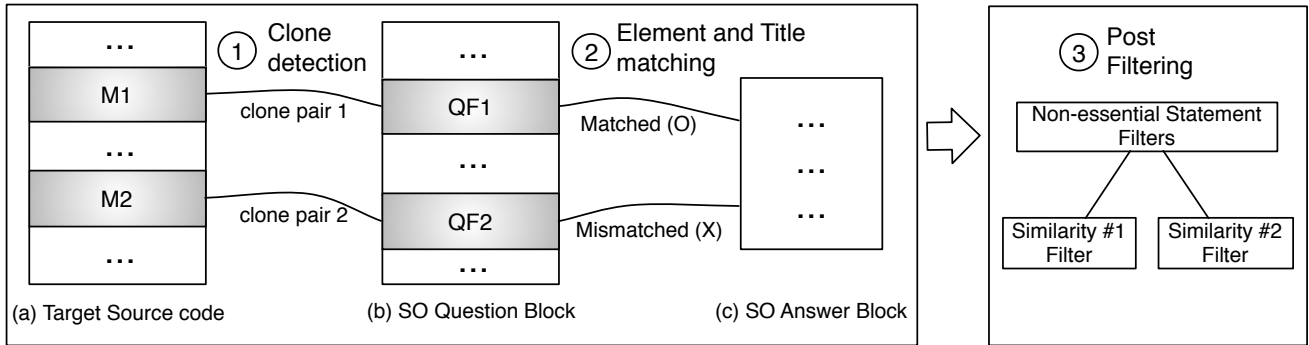 1 Clone
detection
2 Element and Title
matching
...
M1
...
M2
...
clone pair 1
clone pair 2
...
QF1
...
QF2
...
Matched (O)
Mismatched (X)
...
...
...
(a) Target Source code
(b) SO Question Block
(c) SO Answer Block
3 Post
Filtering
Non-essential Statement
Filters
Similarity #1
Filter
Similarity #2
Filter